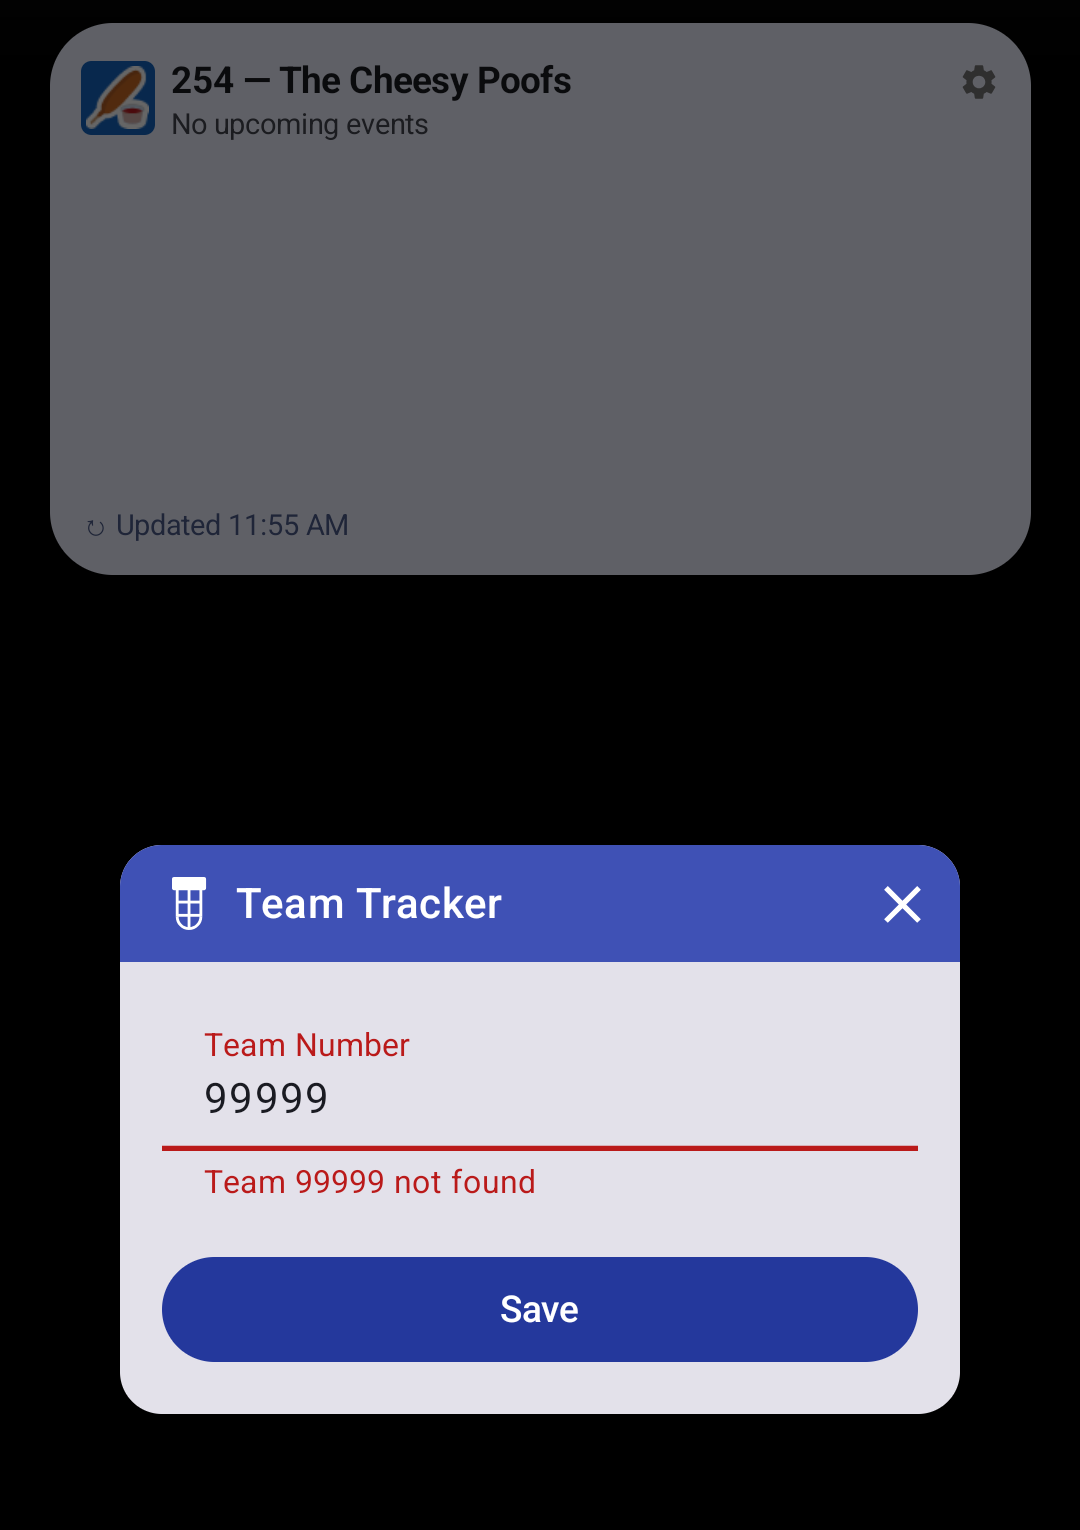 254 — The Cheesy Poofs
No upcoming events
↻ Updated 11:55 AM
Team Tracker
Team Number
99999
Team 99999 not found
Save